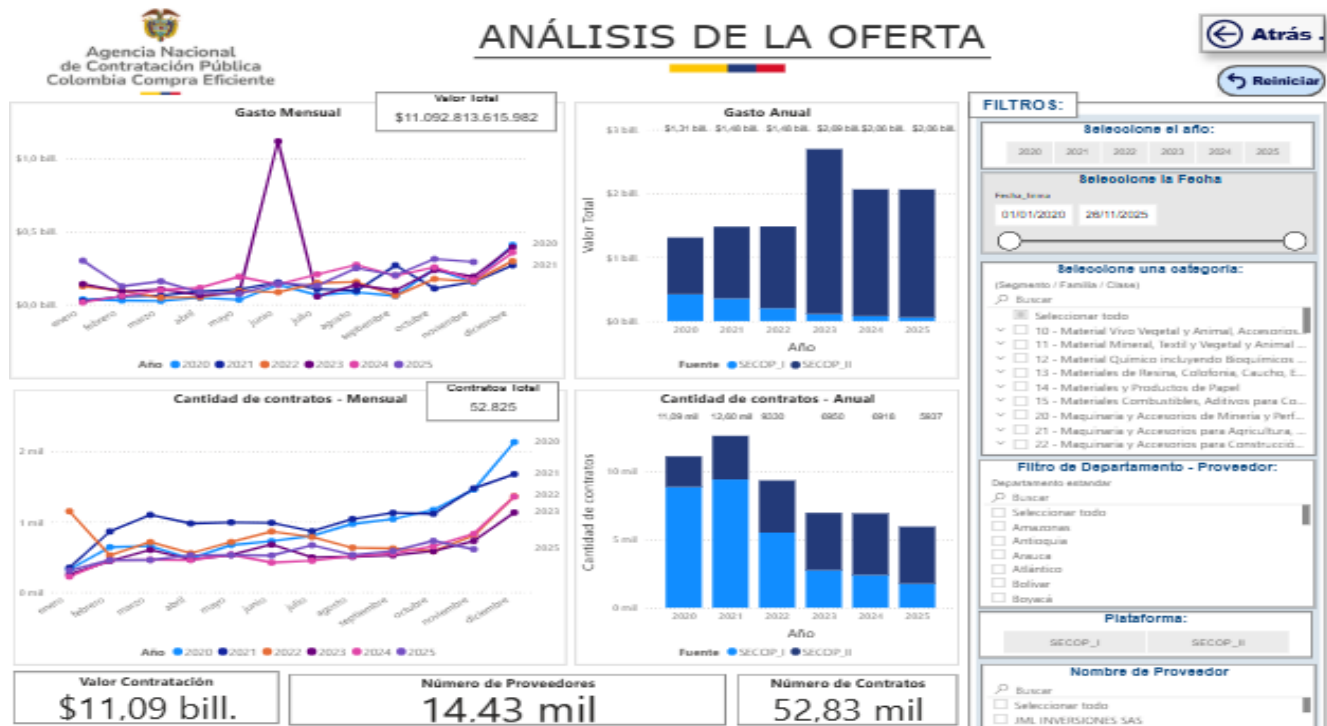 Agencia Nacional
de Contratación Pública
Colombia Compra Eficiente
ANÁLISIS DE LA OFERTA
Atrás .
Reiniciar
Gasto Mensual
Valor Total
$11.092.813.615.982
$1,0 bill.
$0,5 bill.
$0,0 bill.
2020
2021
enero
febrero
marzo
abril
mayo
junio
julio
agosto
septiembre
octubre
noviembre
diciembre
Año 2020 2021 2022 2023 2024 2025
Gasto Anual
$1,31 bill. $1,48 bill. $1,48 bill. $2,06 bill. $2,06 bill.
$3 bill.
$2 bill.
$1 bill.
$0 bill.
Valor Total
2020 2021 2022 2023 2024 2025
Año
Fuente SECOP_I SECOP_II
Cantidad de contratos - Mensual
Contratos Total
52.825
2 mil
1 mil
0 mil
2020
2021
2022
2023
2025
enero
febrero
marzo
abril
mayo
junio
julio
agosto
septiembre
octubre
noviembre
diciembre
Año 2020 2021 2022 2023 2024 2025
Cantidad de contratos - Anual
11,09 mil 12,60 mil 9330 6950 6918 5937
10 mil
5 mil
0 mil
Cantidad de contratos
2020 2021 2022 2023 2024 2025
Año
Fuente SECOP_I SECOP_II
Valor Contratación
$11,09 bill.
Número de Proveedores
14,43 mil
Número de Contratos
52,83 mil
FILTROS:
Seleccione el año:
2020 2021 2022 2023 2024 2025
Seleccione la Fecha
Fecha_firma
01/01/2020 26/11/2025
Seleccione una categoría:
(Segmento / Familia / Clase)
Buscar
Seleccionar todo
10 - Material Vivo Vegetal y Animal, Accesorios...
11 - Material Mineral, Textil y Vegetal y Animal ...
12 - Material Químico incluyendo Bioquímicos ...
13 - Materiales de Resina, Colofonia, Caucho, E...
14 - Materiales y Productos de Papel
15 - Materiales Combustibles, Aditivos para Co...
20 - Maquinaria y Accesorios de Minería y Perf...
21 - Maquinaria y Accesorios para Agricultura, ...
22 - Maquinaria y Accesorios para Construcció...
Filtro de Departamento - Proveedor:
Departamento estandar
Buscar
Seleccionar todo
Amazonas
Antioquia
Arauca
Atlántico
Bolívar
Boyacá
Plataforma:
SECOP_I SECOP_II
Nombre de Proveedor
Buscar
Seleccionar todo
JML INVERSIONES SAS